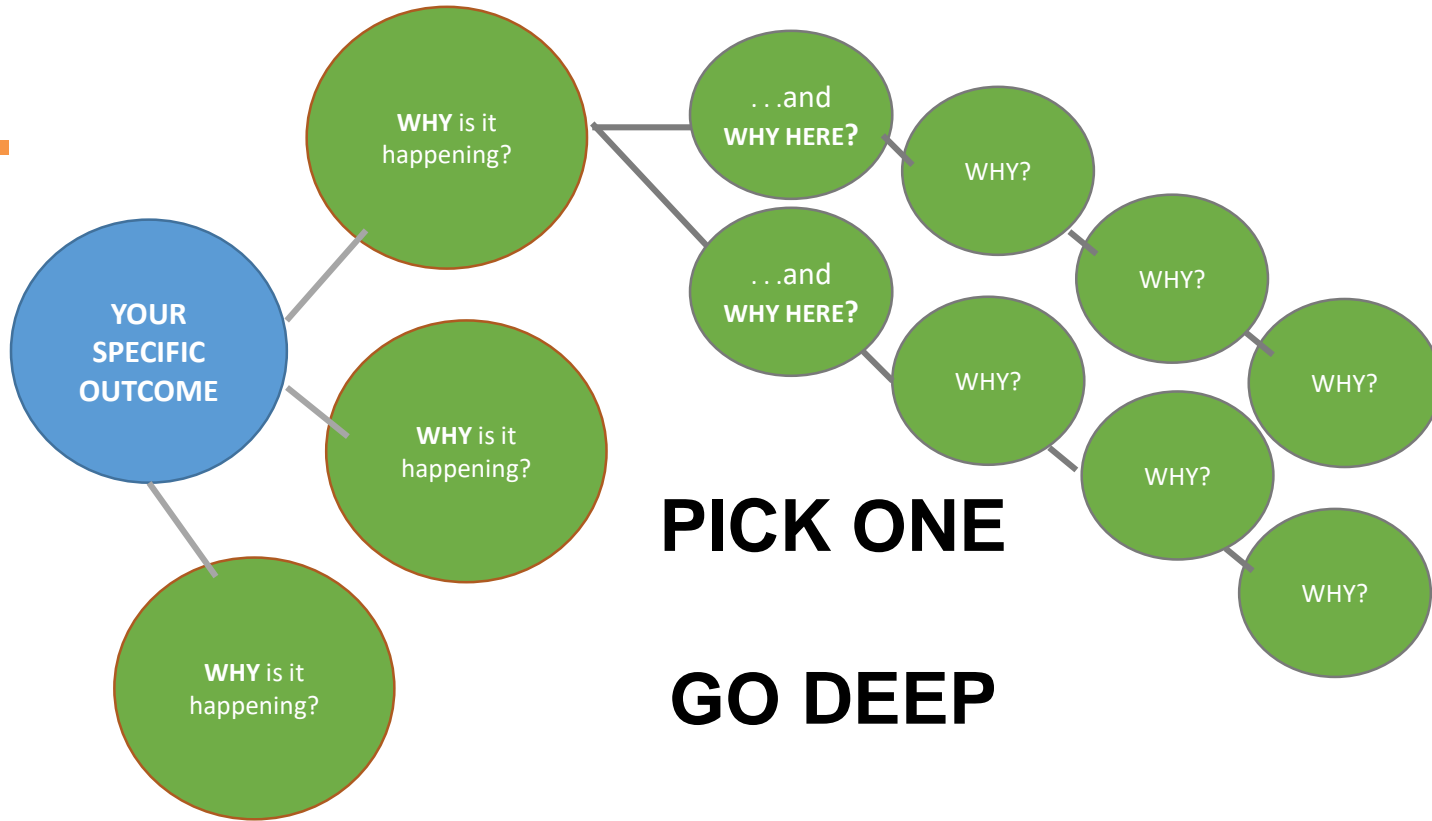 WHY is it
happening?
. . .and
WHY HERE?
WHY?
WHY?
WHY?
. . .and
WHY HERE?
WHY?
WHY?
WHY?
YOUR
SPECIFIC
OUTCOME
WHY is it
happening?
WHY is it
happening?
PICK ONE
GO DEEP